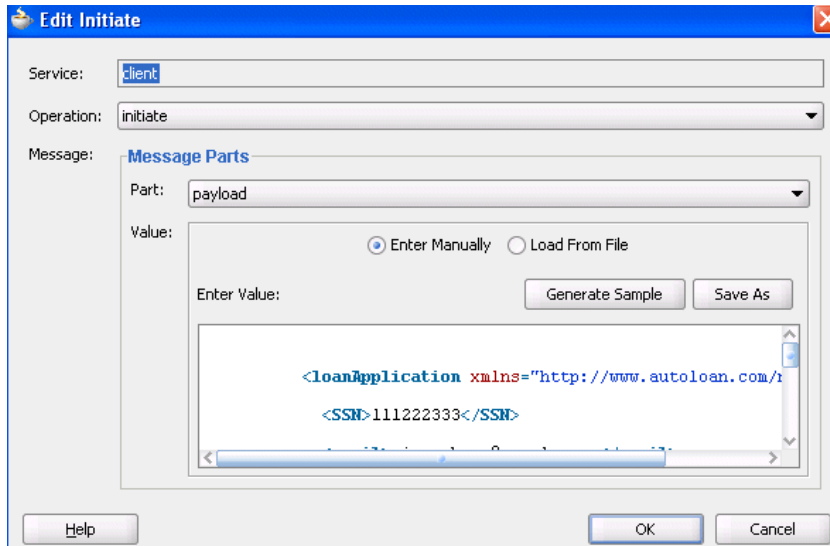 Edit Initiate
Service: client
Operation: initiate
Message: Message Parts
Part: payload
Value: Enter Manually Load From File
Enter Value: Generate Sample Save As
<loanApplication xmlns="http://www.autoloan.com/
<SSN>111222333</SSN>
Help OK Cancel